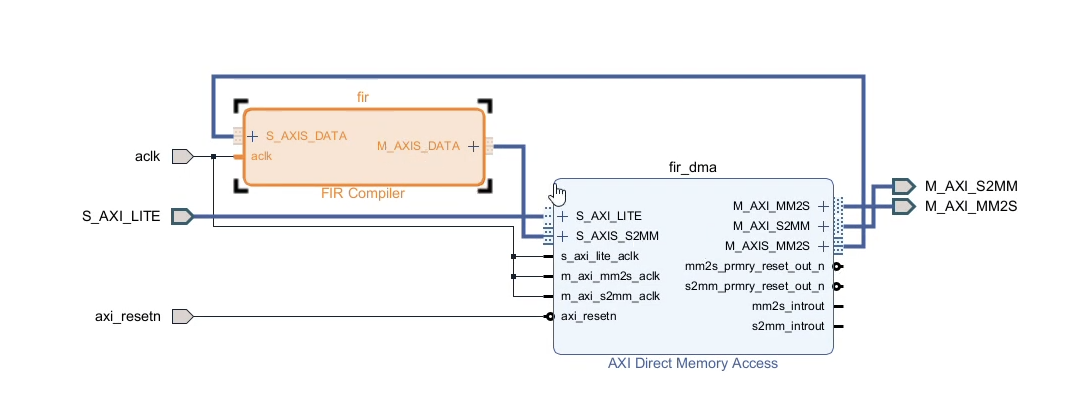 fir
S_AXIS_DATA
M_AXIS_DATA
aclk
FIR Compiler
aclk
S_AXI_LITE
axi_resetn
fir_dma
S_AXI_LITE
S_AXIS_S2MM
s_axi_lite_aclk
m_axi_mm2s_aclk
m_axi_s2mm_aclk
axi_resetn
M_AXI_MM2S
M_AXI_S2MM
M_AXIS_MM2S
mm2s_prmry_reset_out_n
s2mm_prmry_reset_out_n
mm2s_introut
s2mm_introut
AXI Direct Memory Access
M_AXI_S2MM
M_AXI_MM2S